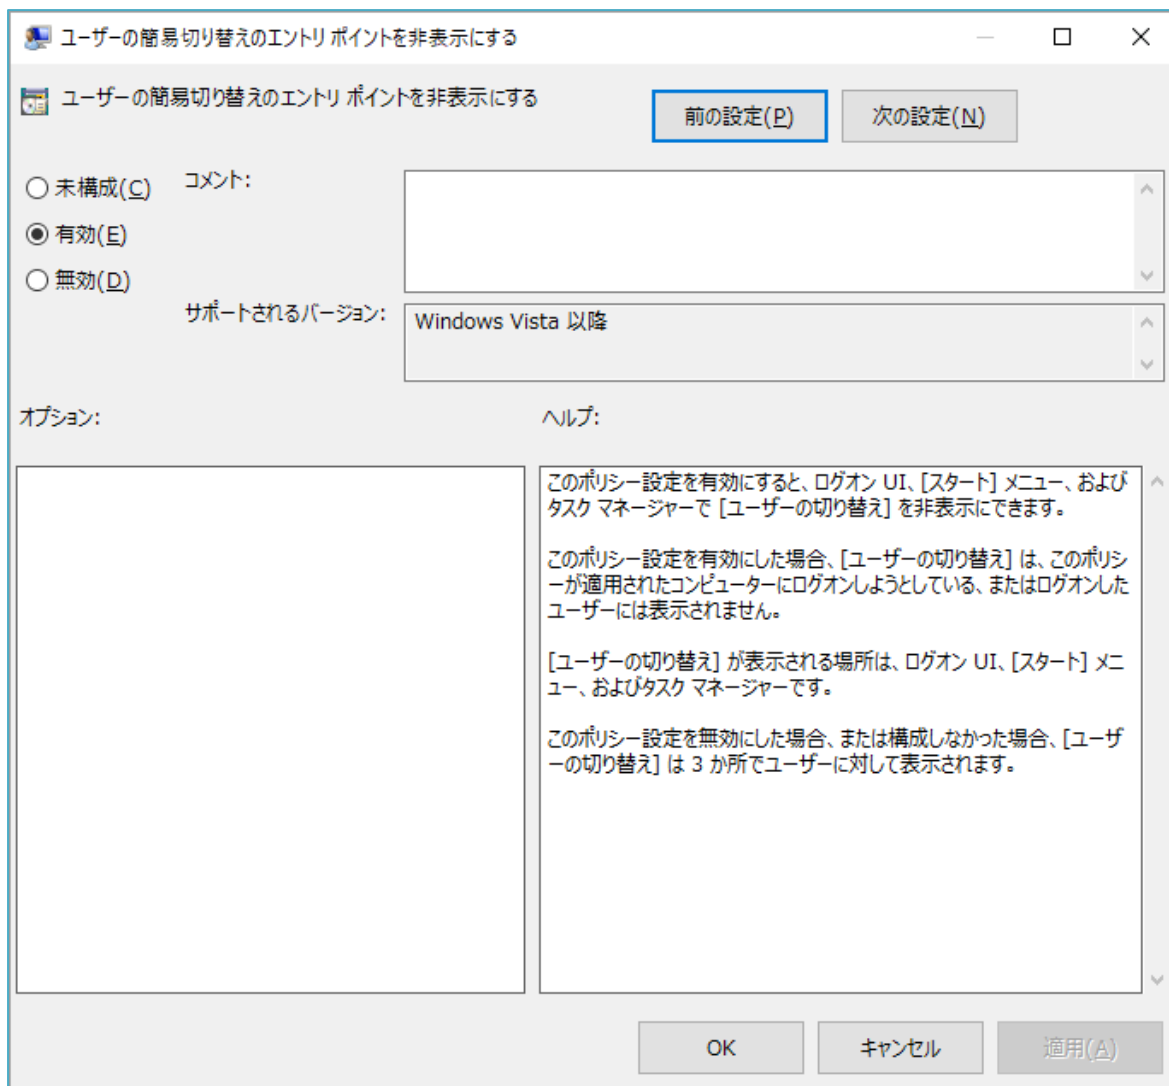 ユーザーの簡易切り替えのエントリ ポイントを非表示にする
ユーザーの簡易切り替えのエントリ ポイントを非表示にする
前の設定(P)
次の設定(N)
未構成(C)
コメント:
有効(E)
無効(D)
サポートされるバージョン:
Windows Vista 以降
オプション:
ヘルプ:
このポリシー設定を有効にすると、ログオン UI、[スタート] メニュー、および
タスク マネージャーで [ユーザーの切り替え] を非表示にできます。
このポリシー設定を有効にした場合、[ユーザーの切り替え] は、このポリシ
ーが適用されたコンピューターにログオンしようとしている、またはログオンした
ユーザーには表示されません。
[ユーザーの切り替え] が表示される場所は、ログオン UI、[スタート] メニ
ュー、およびタスク マネージャーです。
このポリシー設定を無効にした場合、または構成しなかった場合、[ユーザ
ーの切り替え] は 3 か所でユーザーに対して表示されます。
OK
キャンセル
適用(A)